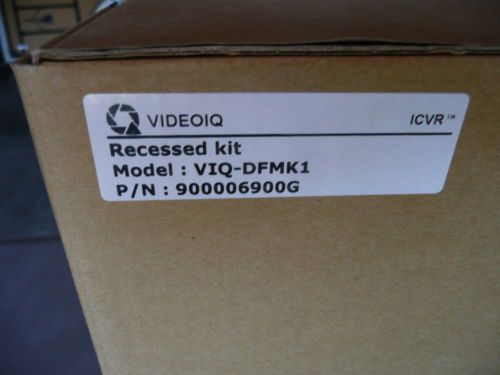 VIDEOIQ ICVR™
Recessed kit
Model : VIQ-DFMK1
P/N : 900006900G